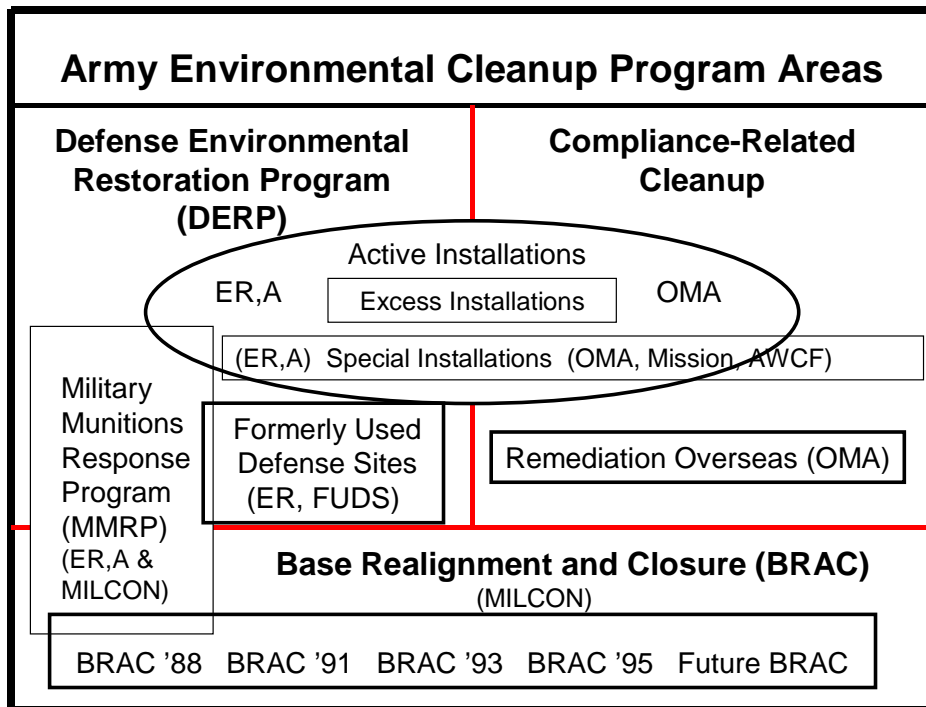 Army Environmental Cleanup Program Areas
Defense Environmental
Restoration Program
(DERP)
Compliance-Related
Cleanup
Active Installations
ER,A
Excess Installations
OMA
(ER,A) Special Installations (OMA, Mission, AWCF)
Military
Munitions
Response
Program
(MMRP)
(ER,A &
MILCON)
Formerly Used
Defense Sites
(ER, FUDS)
Remediation Overseas (OMA)
Base Realignment and Closure (BRAC)
(MILCON)
BRAC ’88 BRAC ’91 BRAC ’93 BRAC ’95 Future BRAC